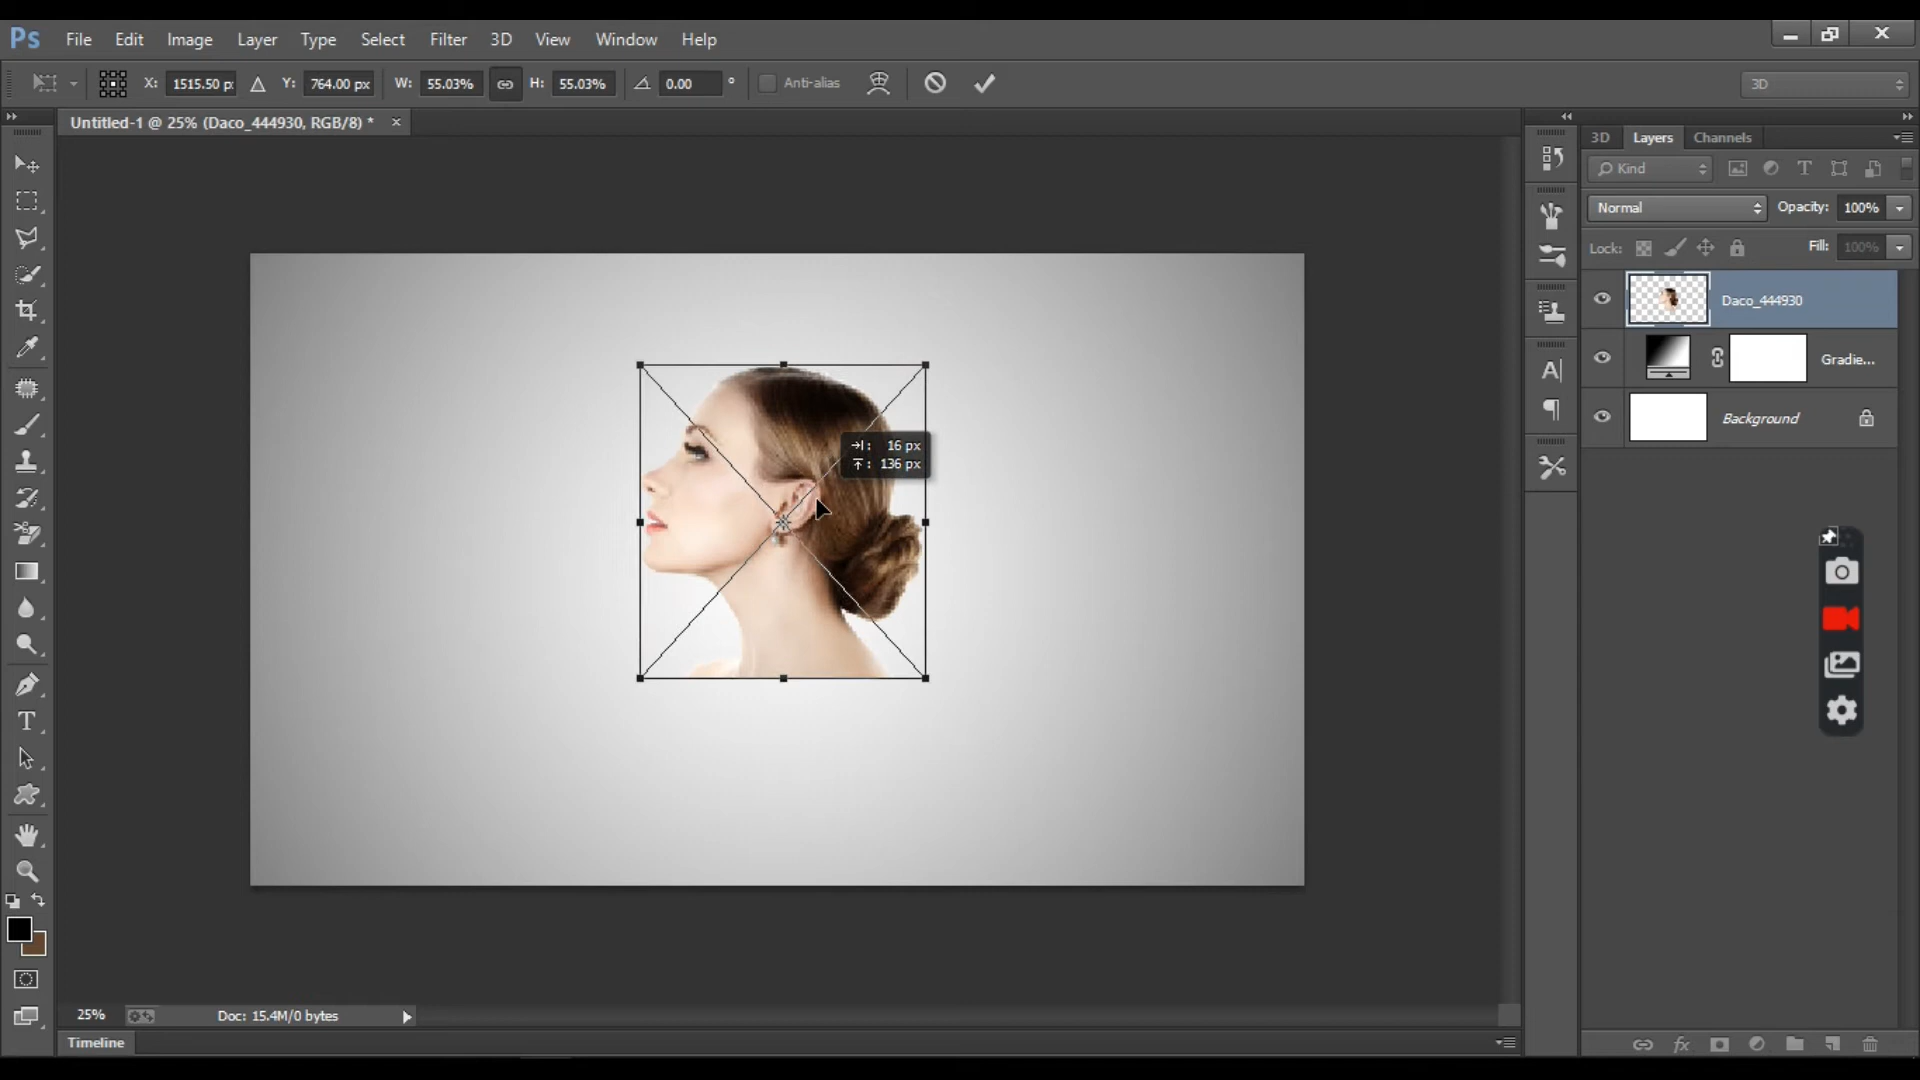 Ps File Edit Image Layer Type Select Filter 3D View Window Help
X: 1515.50 p: Y: 764.00 px W: 55.03% H: 55.03% 0.00 ° Anti-alias 3D
Untitled-1 @ 25% (Daco_444930, RGB/8) * ×
3D Layers Channels
Kind
Normal Opacity: 100%
Lock: Fill: 100%
Daco_444930
Gradie...
Background
16 px
136 px
25% Doc: 15.4M/0 bytes
Timeline